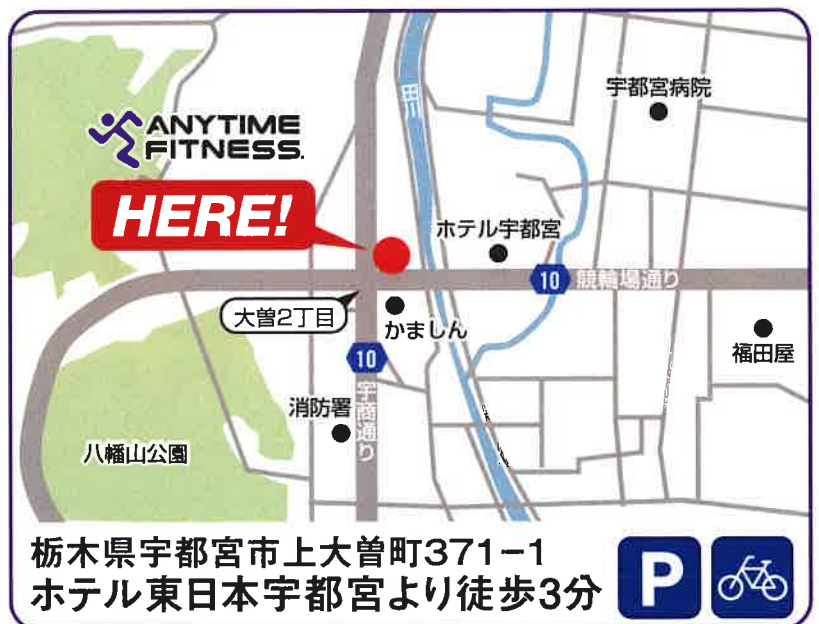 宇都宮病院
田川
ANYTIME
FITNESS.
HERE!
ホテル宇都宮
10 競輪場通り
大曽2丁目
かましん
福田屋
10
宇商通り
消防署
八幡山公園
栃木県宇都宮市上大曽町371-1
ホテル東日本宇都宮より徒歩3分
P